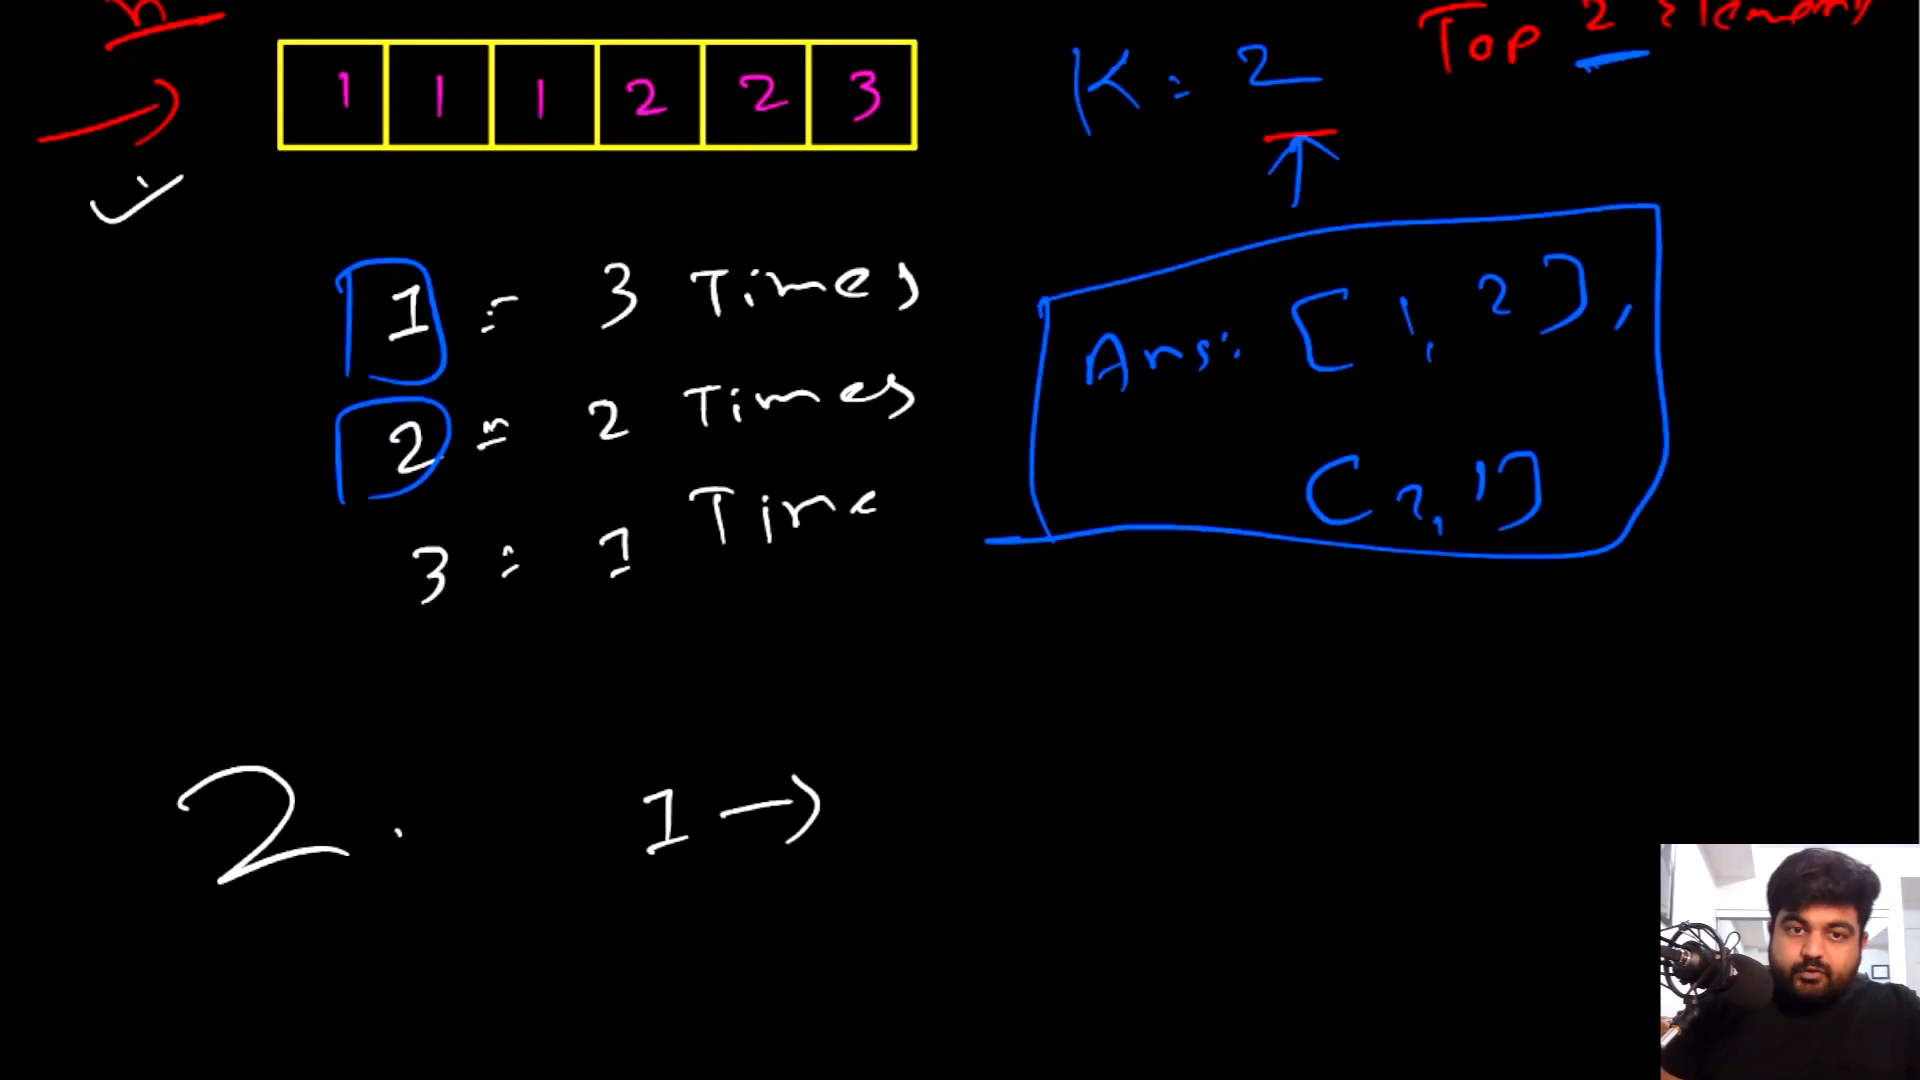 n
Top 2 Elements
1 1 1 2 2 3
K = 2
1 = 3 Times
2 = 2 Times
3 = 1 Time
Ans: [1, 2],
[2, 1]
2. 1 →